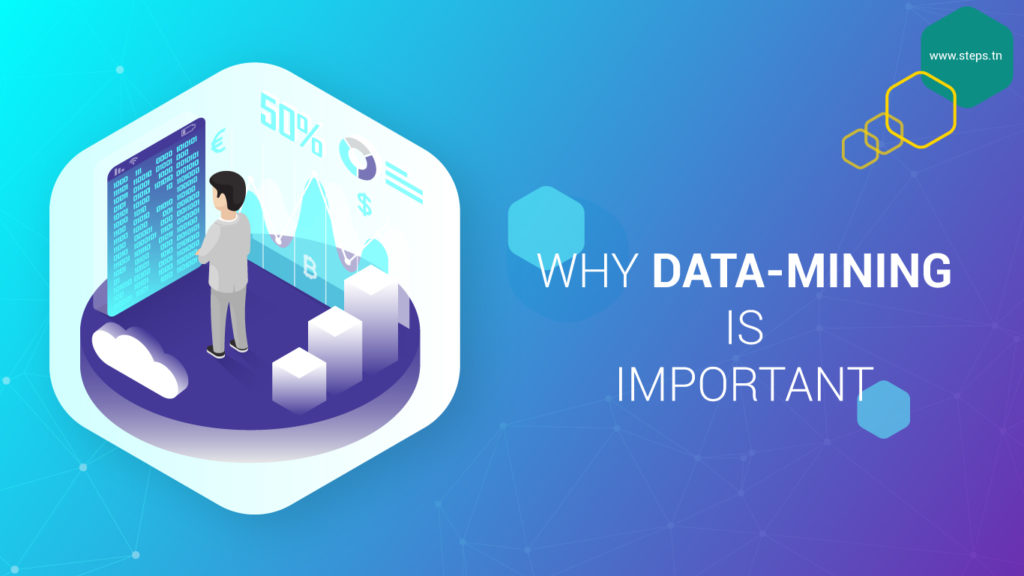 www.steps.tn
50%
€
$
B
WHY DATA-MINING
IS
IMPORTANT